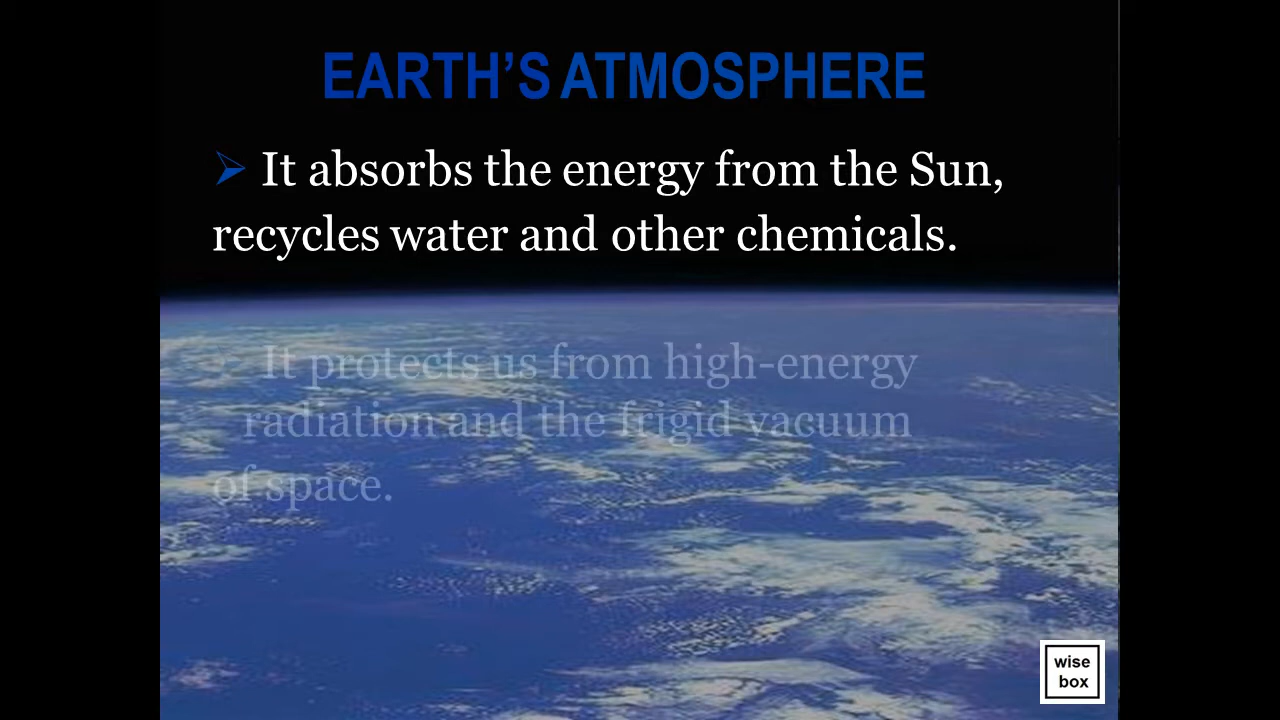 EARTH’S ATMOSPHERE
➢ It absorbs the energy from the Sun,
recycles water and other chemicals.
It protects us from high-energy
radiation and the frigid vacuum
of space.
wise
box